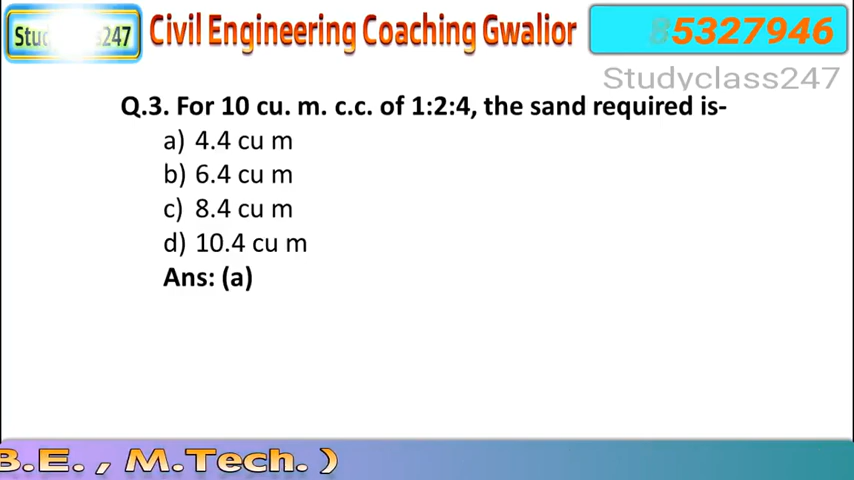 Civil Engineering Coaching Gwalior
85327946
Studyclass247
Q.3. For 10 cu. m. c.c. of 1:2:4, the sand required is-
a) 4.4 cu m
b) 6.4 cu m
c) 8.4 cu m
d) 10.4 cu m
Ans: (a)
B.E. , M.Tech. )